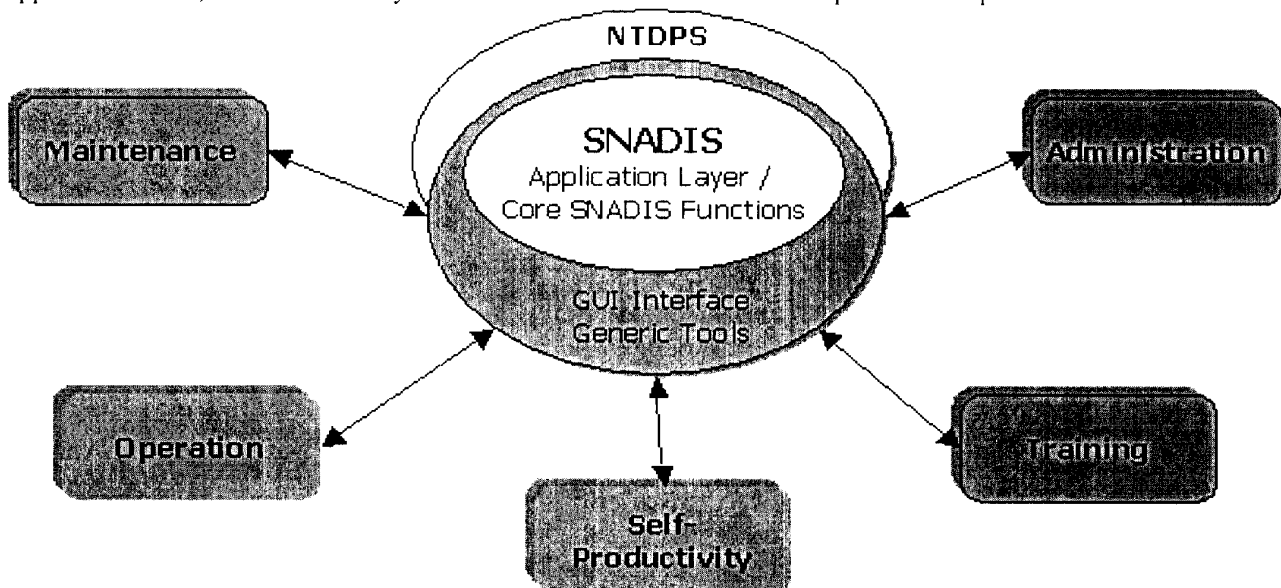 NTDPS
SNADIS
Application Layer /
Core SNADIS Functions
GUI Interface
Generic Tools
Maintenance
Administration
Operation
Training
Self-
Productivity